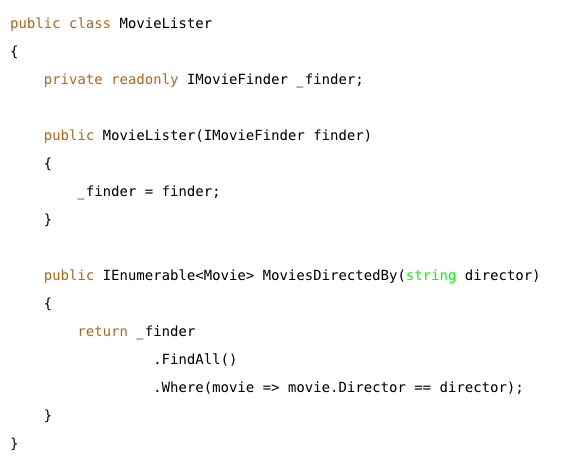 public class MovieLister
{
    private readonly IMovieFinder _finder;

    public MovieLister(IMovieFinder finder)
    {
        _finder = finder;
    }

    public IEnumerable<Movie> MoviesDirectedBy(string director)
    {
        return _finder
                 .FindAll()
                 .Where(movie => movie.Director == director);
    }
}